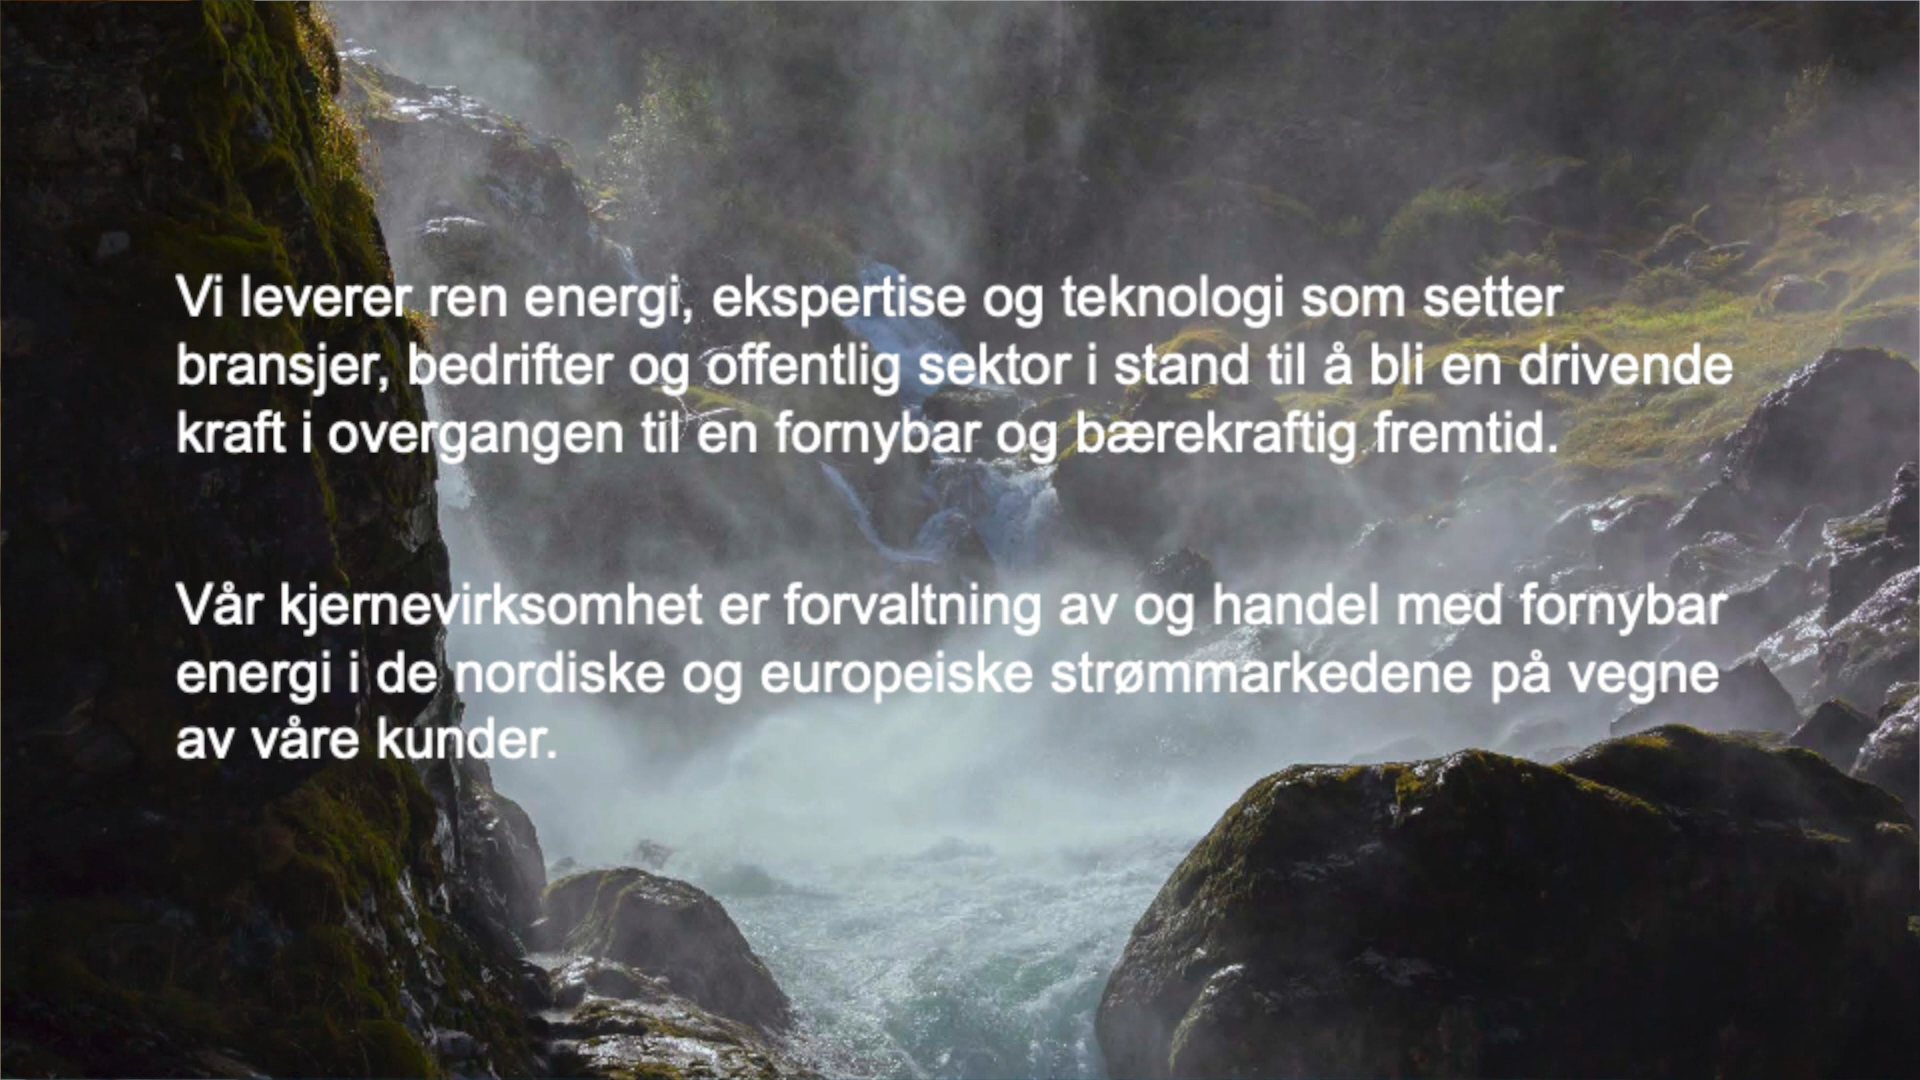 Vi leverer ren energi, ekspertise og teknologi som setter
bransjer, bedrifter og offentlig sektor i stand til å bli en drivende
kraft i overgangen til en fornybar og bærekraftig fremtid.
Vår kjernevirksomhet er forvaltning av og handel med fornybar
energi i de nordiske og europeiske strømmarkedene på vegne
av våre kunder.